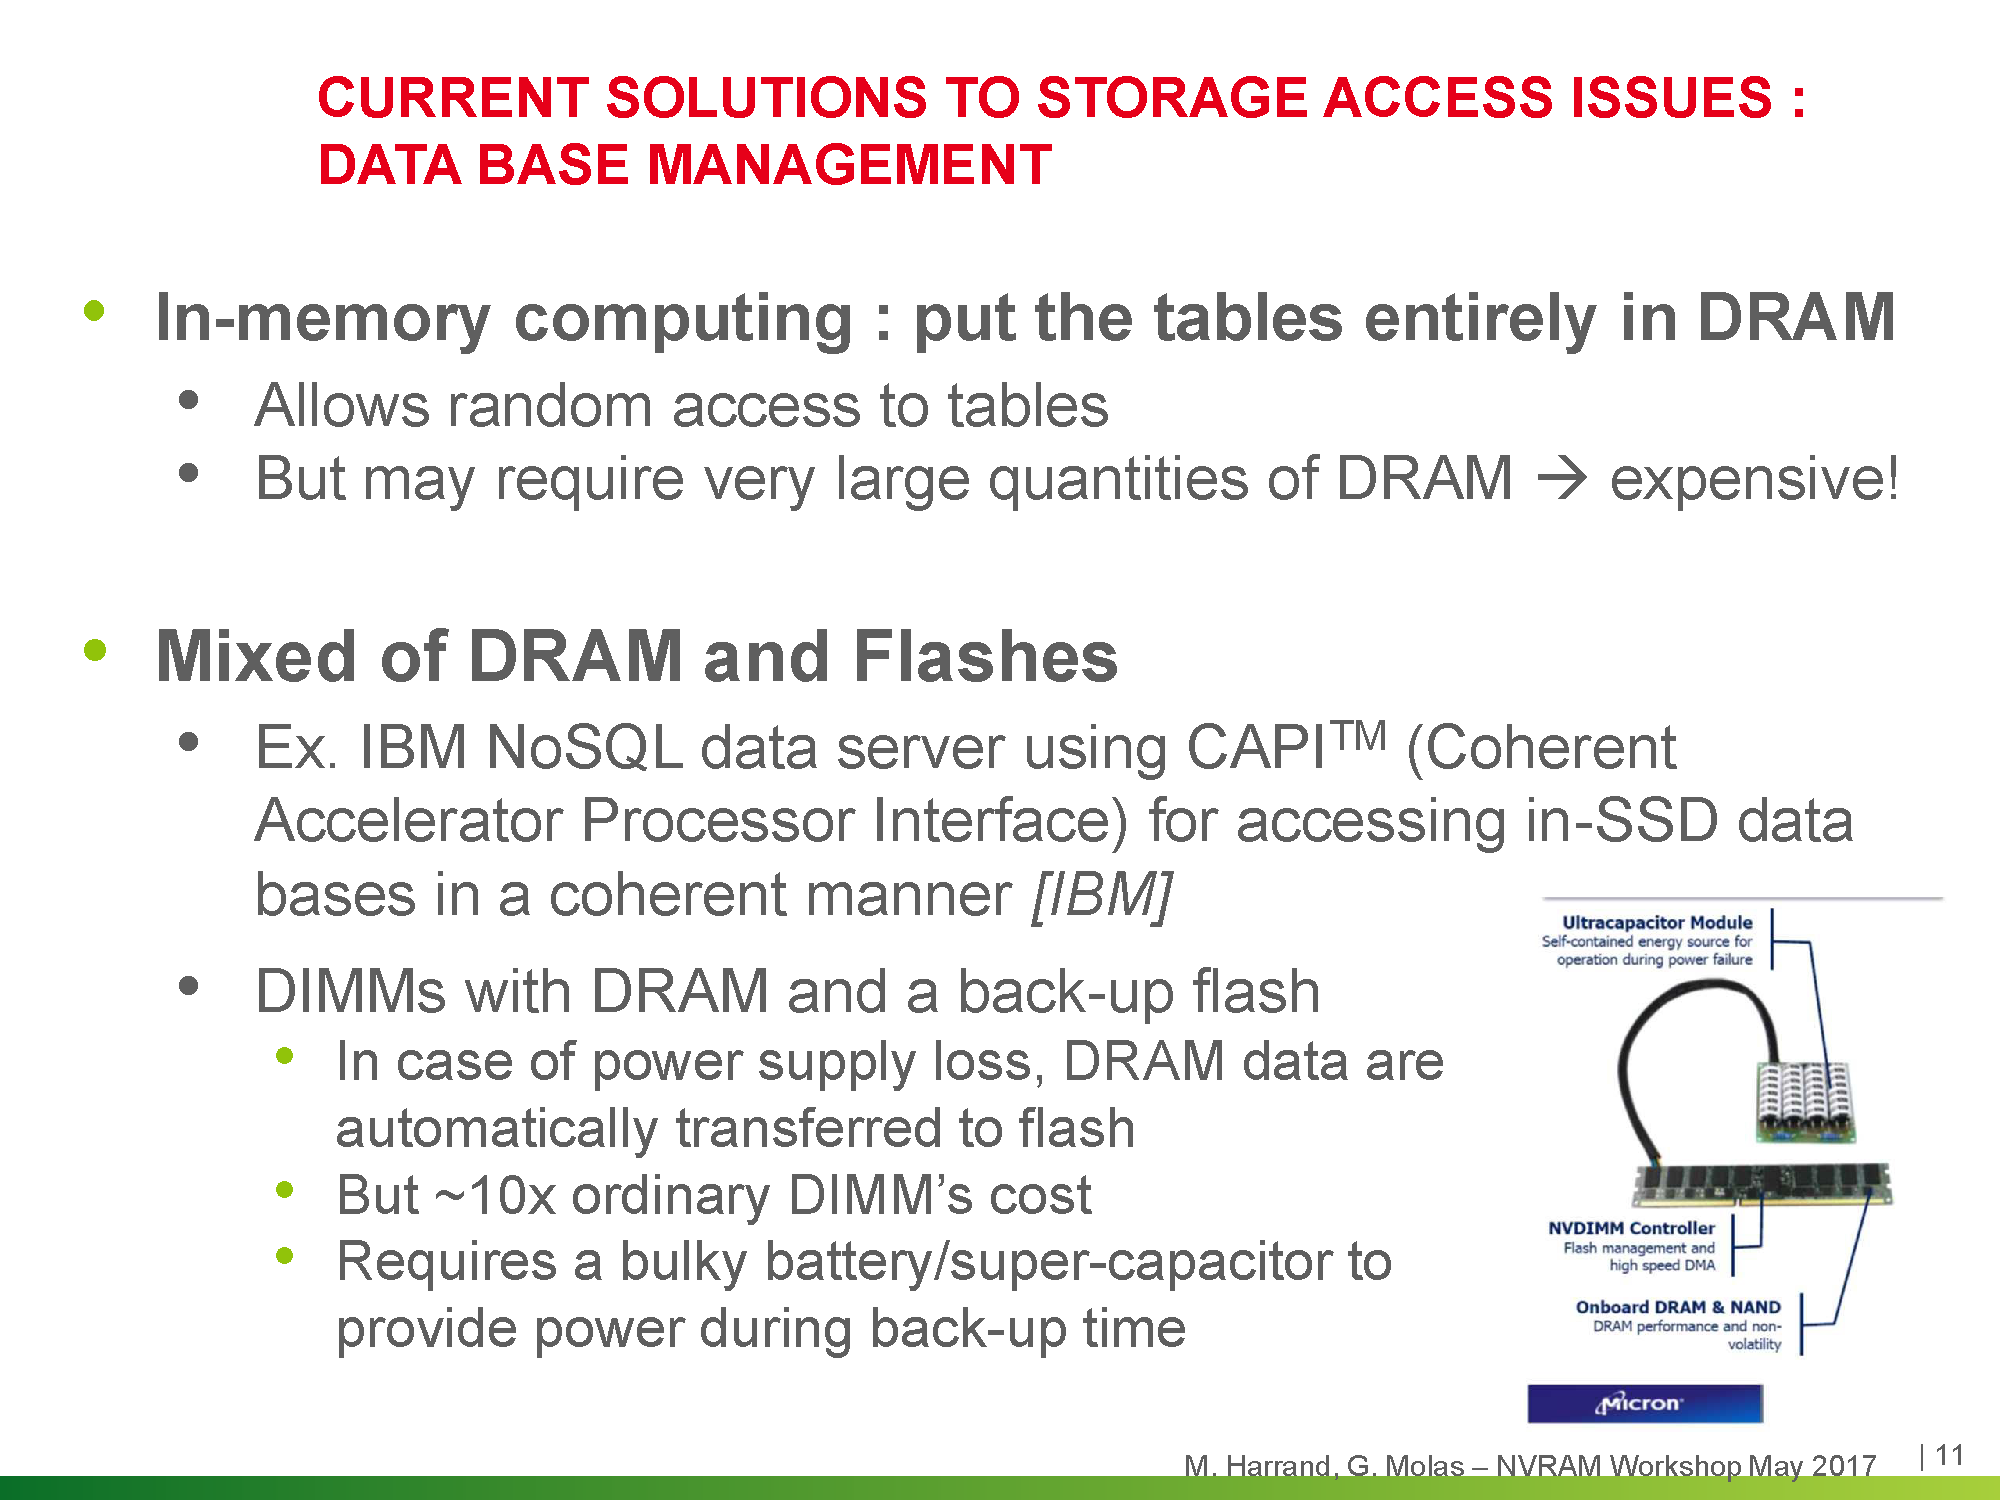 CURRENT SOLUTIONS TO STORAGE ACCESS ISSUES :
DATA BASE MANAGEMENT
• In-memory computing : put the tables entirely in DRAM
• Allows random access to tables
• But may require very large quantities of DRAM → expensive!
• Mixed of DRAM and Flashes
• Ex. IBM NoSQL data server using CAPI™ (Coherent
Accelerator Processor Interface) for accessing in-SSD data
bases in a coherent manner [IBM]
• DIMMs with DRAM and a back-up flash
• In case of power supply loss, DRAM data are
automatically transferred to flash
• But ~10x ordinary DIMM’s cost
• Requires a bulky battery/super-capacitor to
provide power during back-up time
Ultracapacitor Module
Self-contained energy source for
operation during power failure
NVDIMM Controller
Flash management and
high speed DMA
Onboard DRAM & NAND
DRAM performance and non-
volatility
Micron
M. Harrand, G. Molas – NVRAM Workshop May 2017
| 11